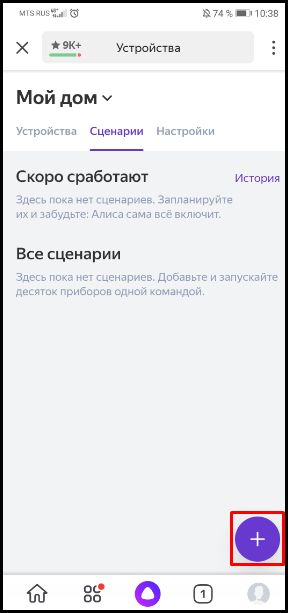 MTS RUS 74 % 10:38
9K+ Устройства
Мой дом
Устройства Сценарии Настройки
Скоро сработают История
Здесь пока нет сценариев. Запланируйте
их и забудьте: Алиса сама всё включит.
Все сценарии
Здесь пока нет сценариев. Добавьте и запускайте
десяток приборов одной командой.
1